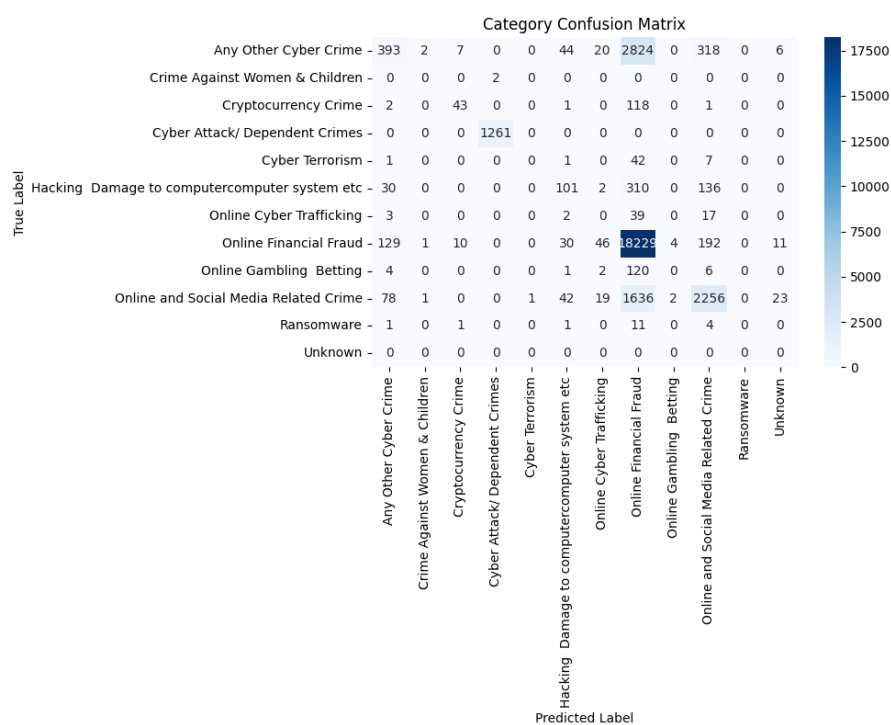 Category Confusion Matrix
True Label
Any Other Cyber Crime 393 2 7 0 0 44 20 2824 0 318 0 6
Crime Against Women & Children 0 0 0 2 0 0 0 0 0 0 0 0
Cryptocurrency Crime 2 0 43 0 0 1 0 118 0 1 0 0
Cyber Attack/ Dependent Crimes 0 0 0 1261 0 0 0 0 0 0 0 0
Cyber Terrorism 1 0 0 0 0 1 0 42 0 7 0 0
Hacking  Damage to computercomputer system etc 30 0 0 0 0 101 2 310 0 136 0 0
Online Cyber Trafficking 3 0 0 0 0 2 0 39 0 17 0 0
Online Financial Fraud 129 1 10 0 0 30 46 18229 4 192 0 11
Online Gambling  Betting 4 0 0 0 0 1 2 120 0 6 0 0
Online and Social Media Related Crime 78 1 0 0 1 42 19 1636 2 2256 0 23
Ransomware 1 0 1 0 0 1 0 11 0 4 0 0
Unknown 0 0 0 0 0 0 0 0 0 0 0 0
Any Other Cyber Crime
Crime Against Women & Children
Cryptocurrency Crime
Cyber Attack/ Dependent Crimes
Cyber Terrorism
Hacking  Damage to computercomputer system etc
Online Cyber Trafficking
Online Financial Fraud
Online Gambling  Betting
Online and Social Media Related Crime
Ransomware
Unknown
Predicted Label
17500
15000
12500
10000
7500
5000
2500
0